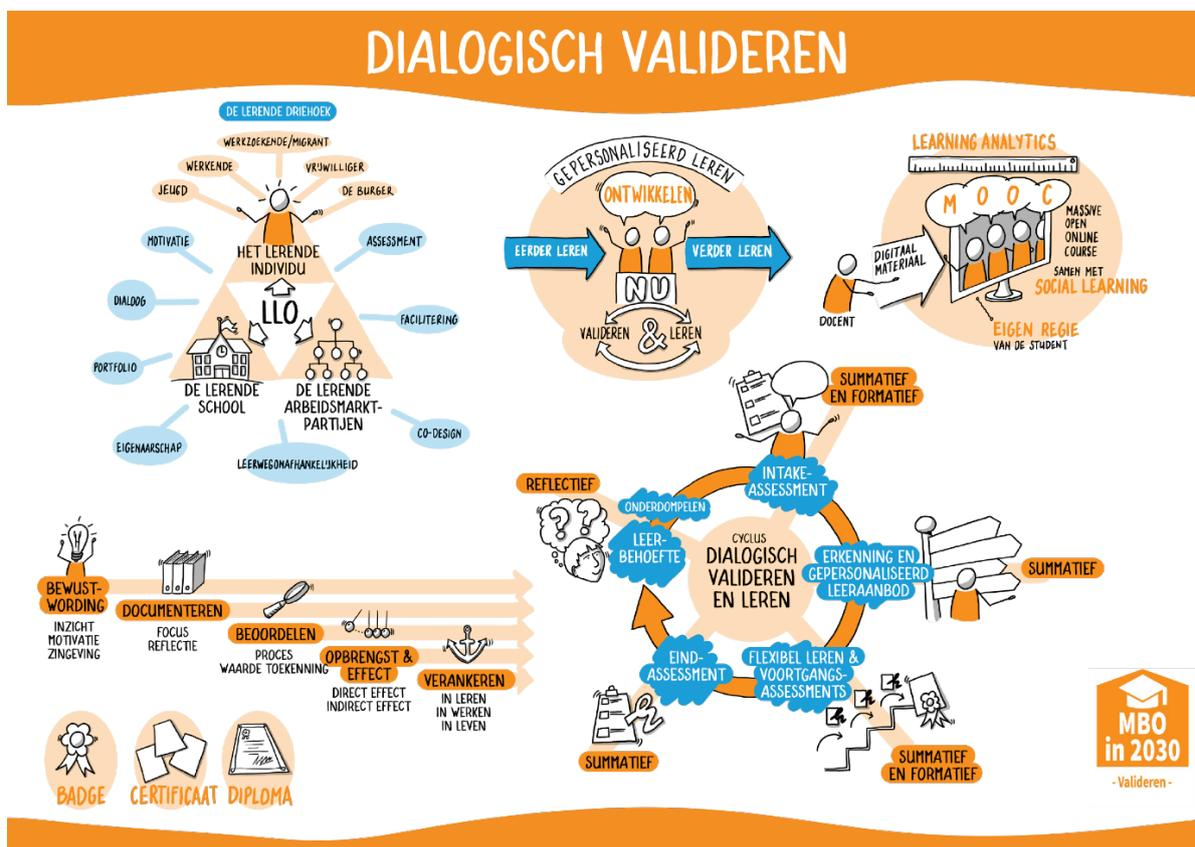 DIALOGISCH VALIDEREN
DE LERENDE DRIEHOEK
WERKZOEKENDE/MIGRANT
WERKENDE
VRIJWILLIGER
JEUGD
DE BURGER
MOTIVATIE
ASSESSMENT
HET LERENDE
INDIVIDU
DIALOOG
LLO
FACILITERING
PORTFOLIO
DE LERENDE
SCHOOL
DE LERENDE
ARBEIDSMARKT-
PARTIJEN
EIGENAARSCHAP
CO-DESIGN
LEERWEGONAFHANKELIJKHEID
GEPERSONALISEERD LEREN
ONTWIKKELEN
EERDER LEREN
VERDER LEREN
NU
VALIDEREN & LEREN
LEARNING ANALYTICS
MOOC
MASSIVE
OPEN
ONLINE
COURSE
DIGITAAL
MATERIAAL
SAMEN MET
SOCIAL LEARNING
DOCENT
EIGEN REGIE
VAN DE STUDENT
SUMMATIEF
EN FORMATIEF
INTAKE-
ASSESSMENT
REFLECTIEF
ONDERDOMPELEN
LEER-
BEHOEFTE
CYCLUS
DIALOGISCH
VALIDEREN
EN LEREN
ERKENNING EN
GEPERSONALISEERD
LEERAANBOD
SUMMATIEF
EIND-
ASSESSMENT
FLEXIBEL LEREN &
VOORTGANGS-
ASSESSMENTS
SUMMATIEF
SUMMATIEF
EN FORMATIEF
BEWUST-
WORDING
INZICHT
MOTIVATIE
ZINGEVING
DOCUMENTEREN
FOCUS
REFLECTIE
BEOORDELEN
PROCES
WAARDE TOEKENNING
OPBRENGST &
EFFECT
DIRECT EFFECT
INDIRECT EFFECT
VERANKEREN
IN LEREN
IN WERKEN
IN LEVEN
BADGE
CERTIFICAAT
DIPLOMA
MBO
in 2030
- Valideren -